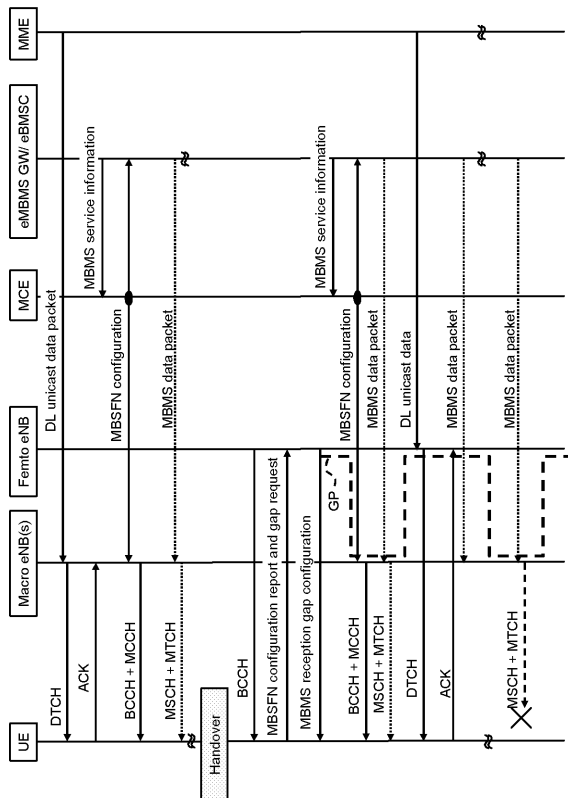 UE
Macro eNB(s)
Femto eNB
MCE
eMBMS GW/ eBMSC
MME
DL unicast data packet
DTCH
ACK
MBMS service information
MBSFN configuration
BCCH + MCCH
MBMS data packet
MSCH + MTCH
Handover
BCCH
MBSFN configuration report and gap request
MBMS reception gap configuration
GP
MBMS service information
MBSFN configuration
BCCH + MCCH
MBMS data packet
MSCH + MTCH
DL unicast data
DTCH
ACK
MBMS data packet
MBMS data packet
MSCH + MTCH